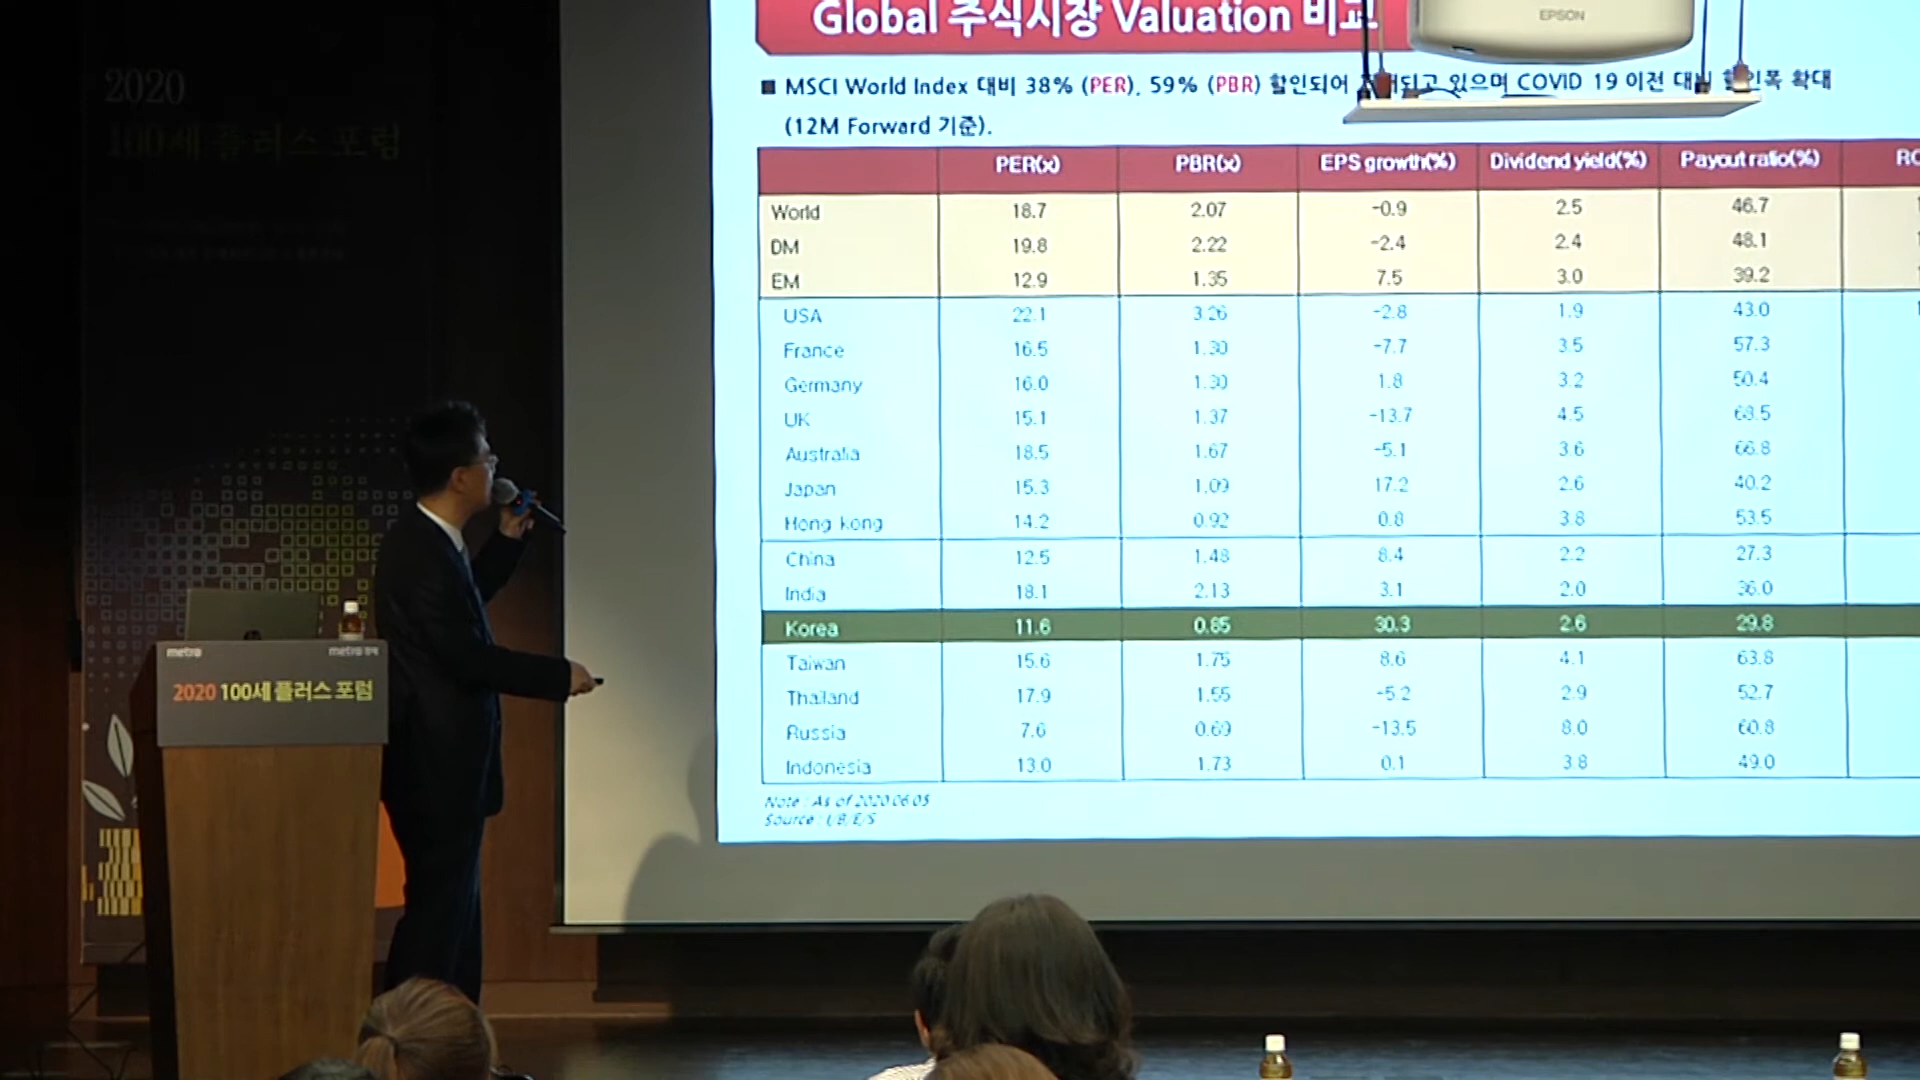 Global 주식시장 Valuation 비교
EPSON
■ MSCI World Index 대비 38% (PER), 59% (PBR) 할인되어 있으며 COVID 19 이전 대비 할인폭 확대
(12M Forward 기준).
PER(x) PBR(x) EPS growth(%) Dividend yield(%) Payout ratio(%)
World 18.7 2.07 -0.9 2.5 46.7
DM 19.8 2.22 -2.4 2.4 48.1
EM 12.9 1.35 7.5 3.0 39.2
USA 22.1 3.26 -2.8 1.9 43.0
France 16.5 1.30 -7.7 3.5 57.3
Germany 16.0 1.30 1.8 3.2 50.4
UK 15.1 1.37 -13.7 4.5 68.5
Australia 18.5 1.67 -5.1 3.6 66.8
Japan 15.3 1.09 17.2 2.6 40.2
Hong kong 14.2 0.92 0.8 3.8 53.5
China 12.5 1.48 8.4 2.2 27.3
India 18.1 2.13 3.1 2.0 36.0
Korea 11.6 0.85 30.3 2.6 29.8
Taiwan 15.6 1.75 8.6 4.1 63.8
Thailand 17.9 1.55 -5.2 2.9 52.7
Russia 7.6 0.69 -13.5 8.0 60.8
Indonesia 13.0 1.73 0.1 3.8 49.0
Note : As of 2020.06.05
Source : I/B/E/S
2020
100세 플러스 포럼
metro metro 경제
2020 100세 플러스 포럼